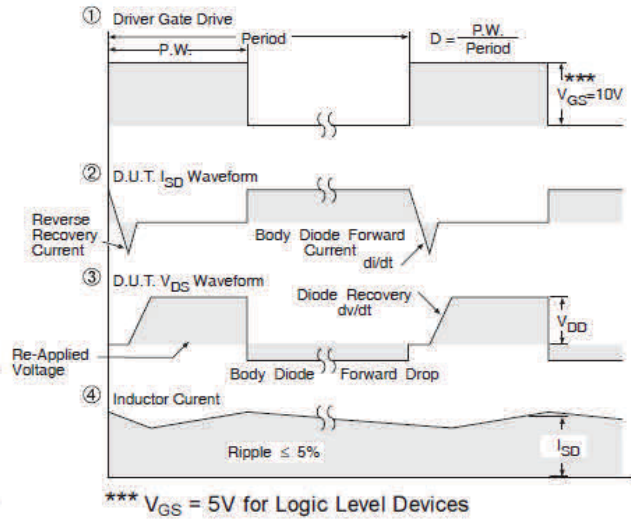 ① Driver Gate Drive
Period
P.W.
D = P.W. / Period
***
VGS=10V
② D.U.T. ISD Waveform
Reverse
Recovery
Current
Body Diode Forward
Current
di/dt
③ D.U.T. VDS Waveform
Diode Recovery
dv/dt
VDD
Re-Applied
Voltage
Body Diode Forward Drop
④ Inductor Curent
Ripple ≤ 5%
ISD
*** VGS = 5V for Logic Level Devices